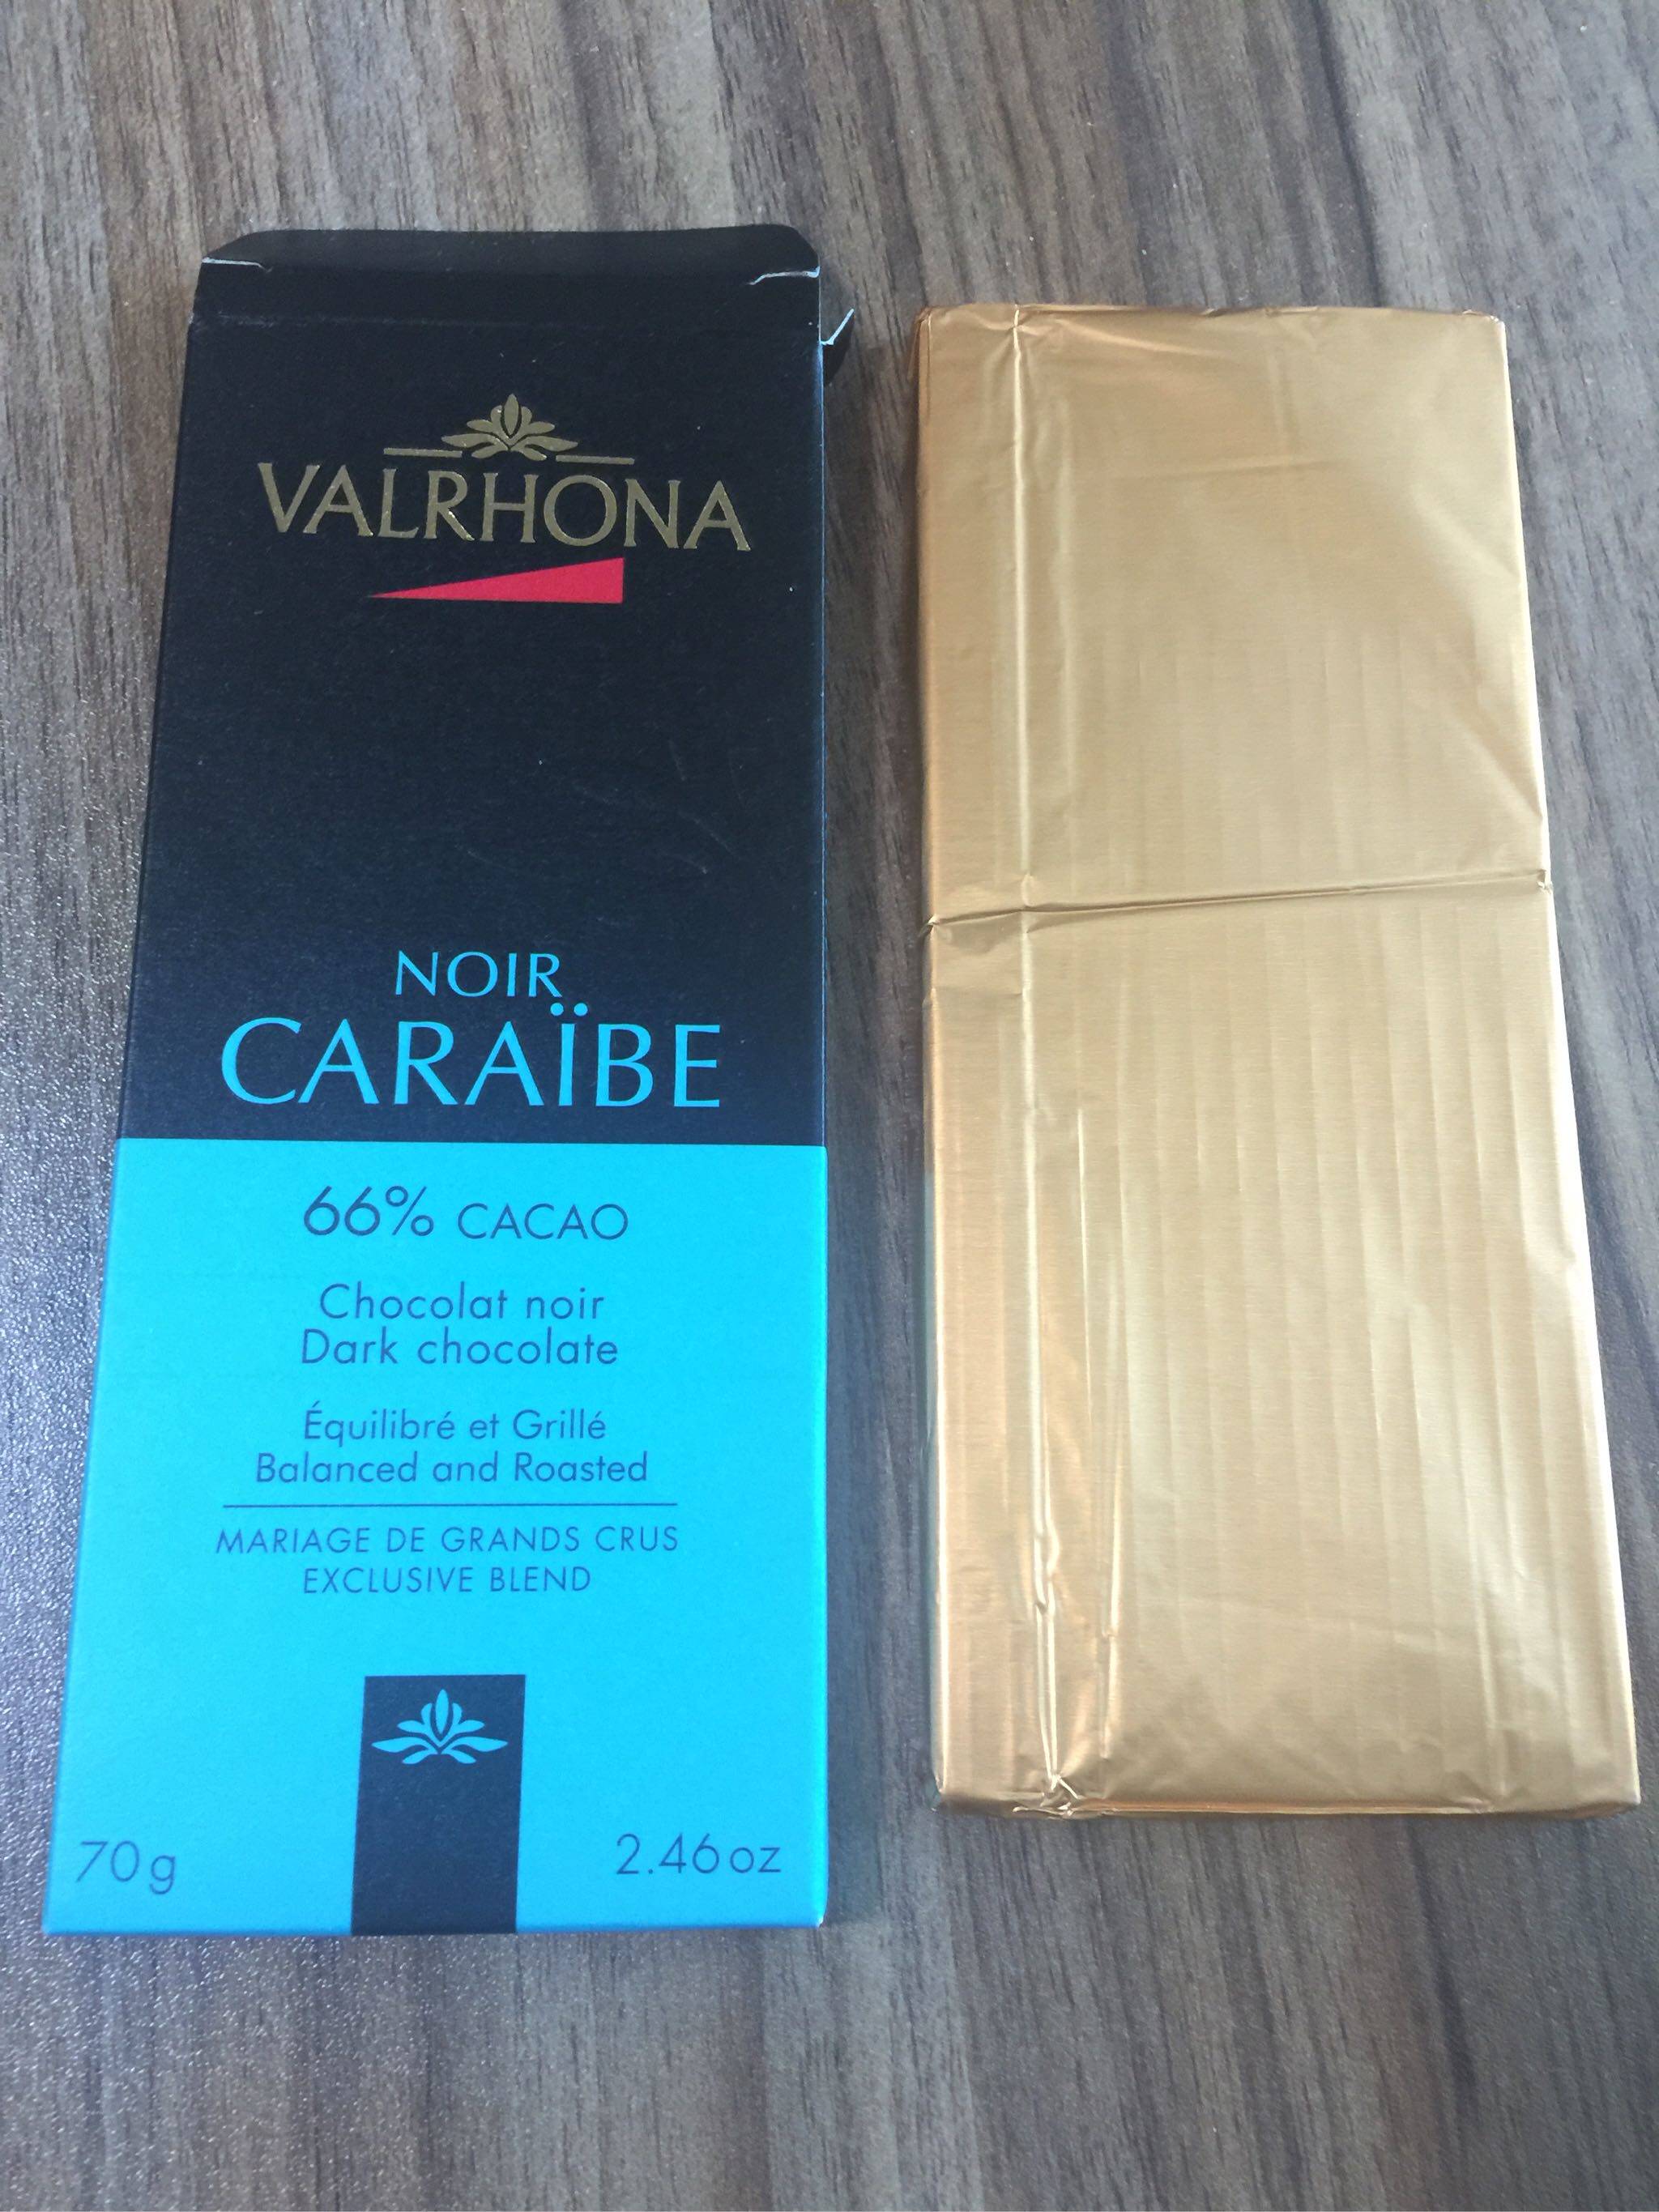 VALRHONA
NOIR
CARAÏBE
66% CACAO
Chocolat noir
Dark chocolate
Équilibré et Grillé
Balanced and Roasted
MARIAGE DE GRANDS CRUS
EXCLUSIVE BLEND
70g 2.46oz